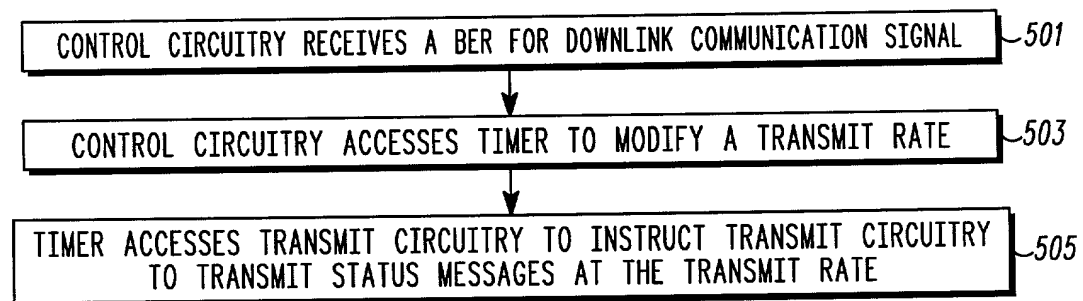 CONTROL CIRCUITRY RECEIVES A BER FOR DOWNLINK COMMUNICATION SIGNAL 501
CONTROL CIRCUITRY ACCESSES TIMER TO MODIFY A TRANSMIT RATE 503
TIMER ACCESSES TRANSMIT CIRCUITRY TO INSTRUCT TRANSMIT CIRCUITRY
TO TRANSMIT STATUS MESSAGES AT THE TRANSMIT RATE 505